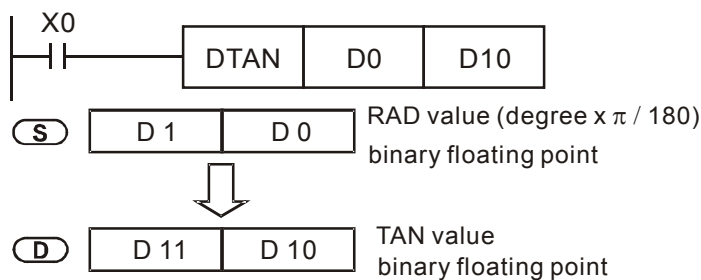 X0
DTAN D0 D10
S D 1 D 0 RAD value (degree x π / 180)
binary floating point
D D 11 D 10 TAN value
binary floating point